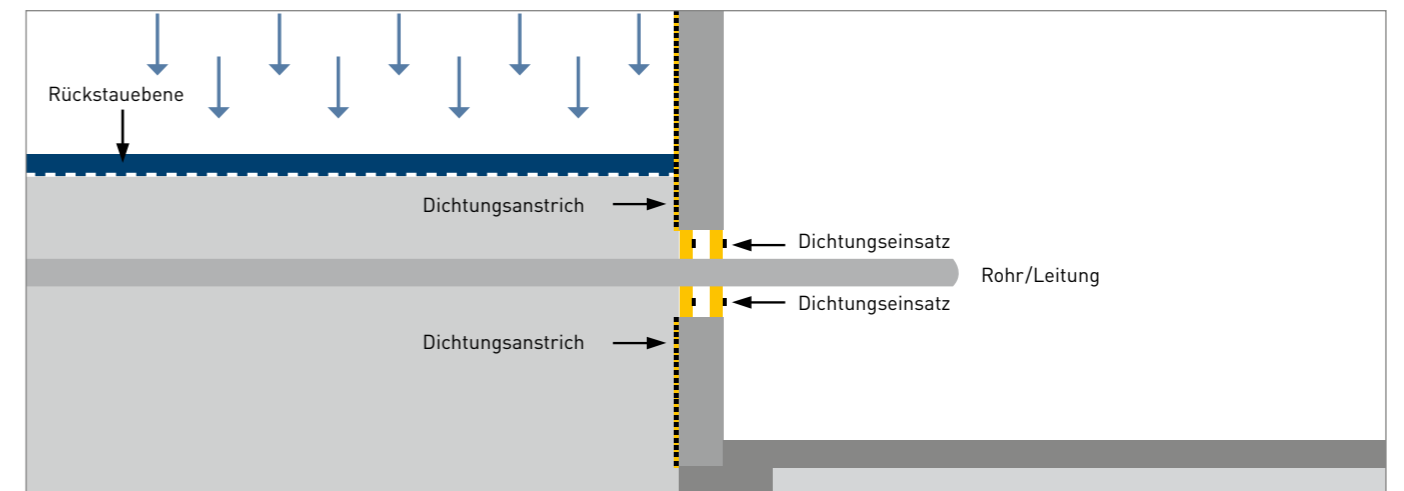 Rückstauebene
Dichtungsanstrich
Dichtungseinsatz
Rohr/Leitung
Dichtungseinsatz
Dichtungsanstrich